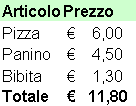 Articolo Prezzo
Pizza € 6,00
Panino € 4,50
Bibita € 1,30
Totale € 11,80